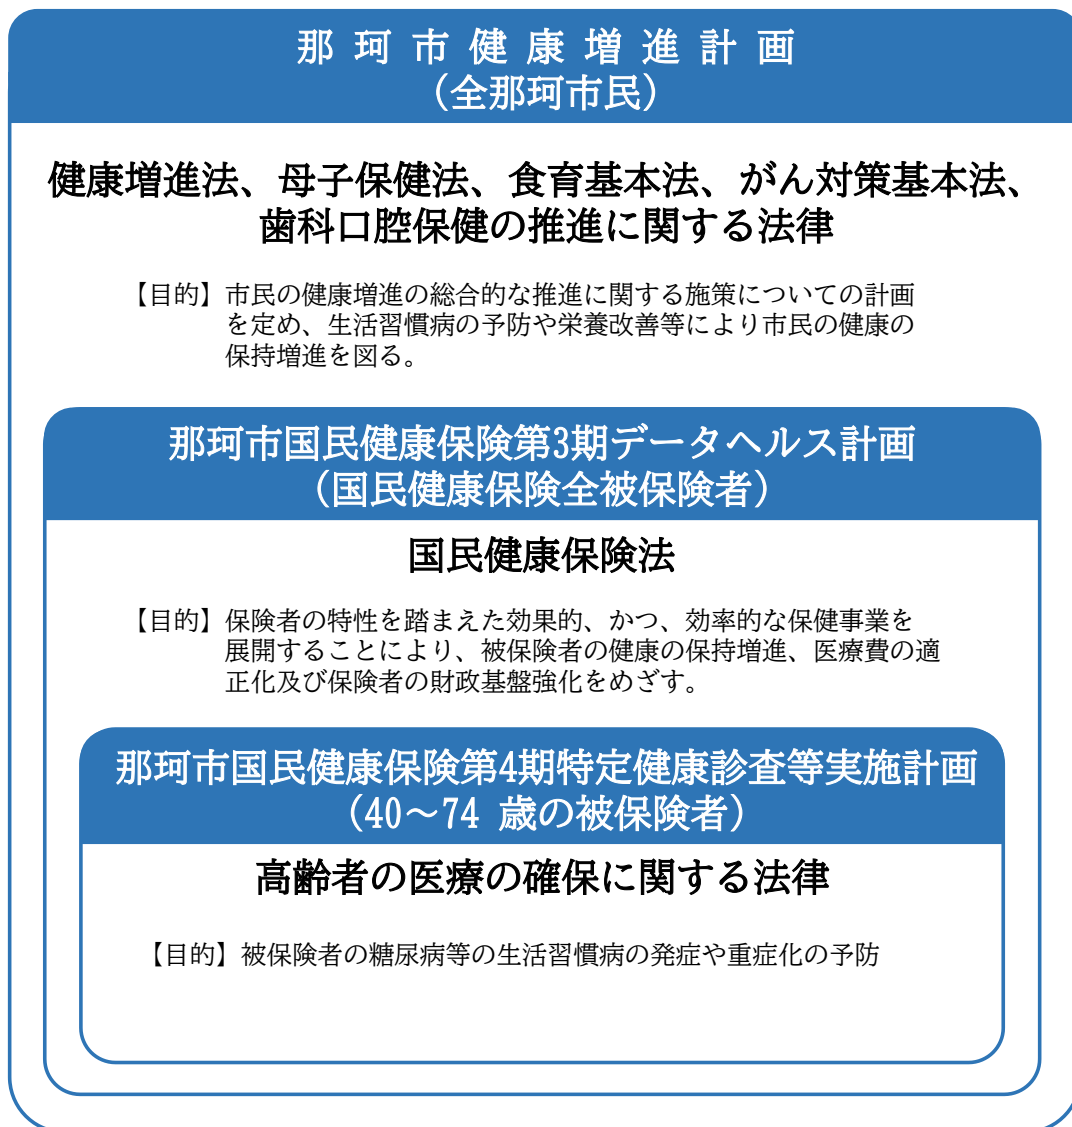 那珂市健康増進計画
（全那珂市民）
健康増進法、母子保健法、食育基本法、がん対策基本法、
歯科口腔保健の推進に関する法律
【目的】市民の健康増進の総合的な推進に関する施策についての計画
を定め、生活習慣病の予防や栄養改善等により市民の健康の
保持増進を図る。
那珂市国民健康保険第3期データヘルス計画
（国民健康保険全被保険者）
国民健康保険法
【目的】保険者の特性を踏まえた効果的、かつ、効率的な保健事業を
展開することにより、被保険者の健康の保持増進、医療費の適
正化及び保険者の財政基盤強化をめざす。
那珂市国民健康保険第4期特定健康診査等実施計画
（40～74 歳の被保険者）
高齢者の医療の確保に関する法律
【目的】被保険者の糖尿病等の生活習慣病の発症や重症化の予防